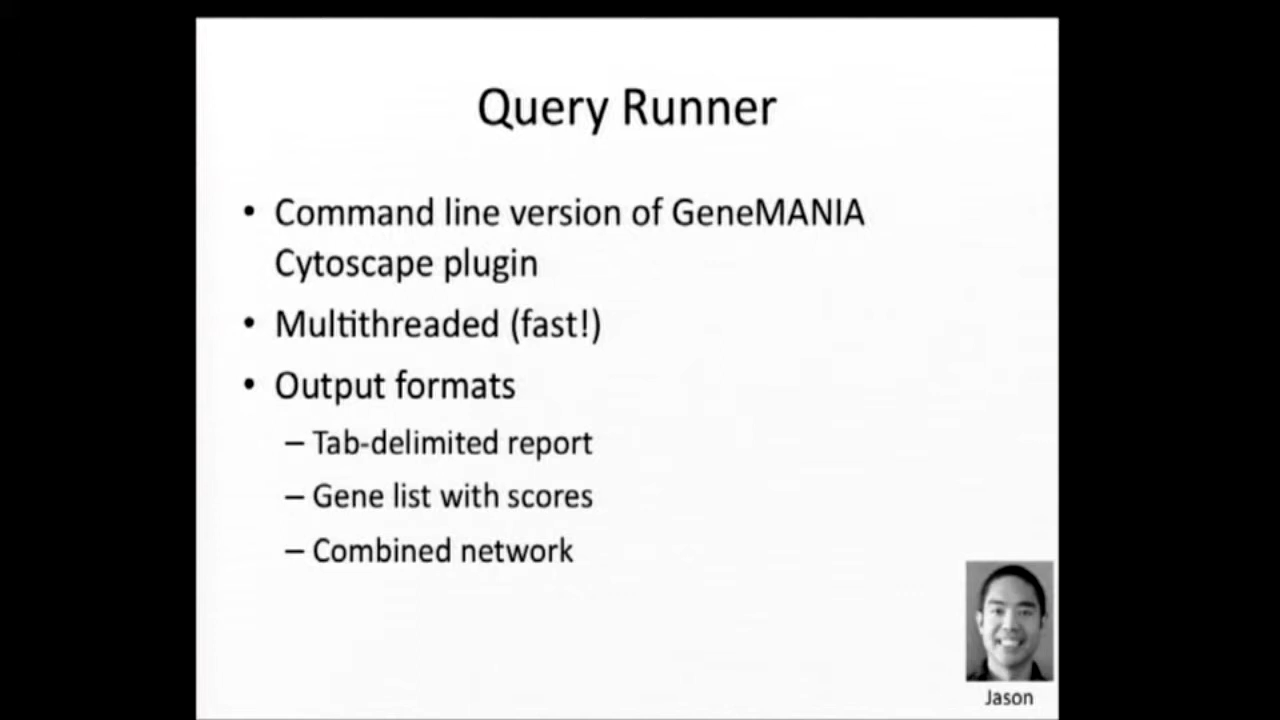 Query Runner
• Command line version of GeneMANIA
Cytoscape plugin
• Multithreaded (fast!)
• Output formats
– Tab-delimited report
– Gene list with scores
– Combined network
Jason